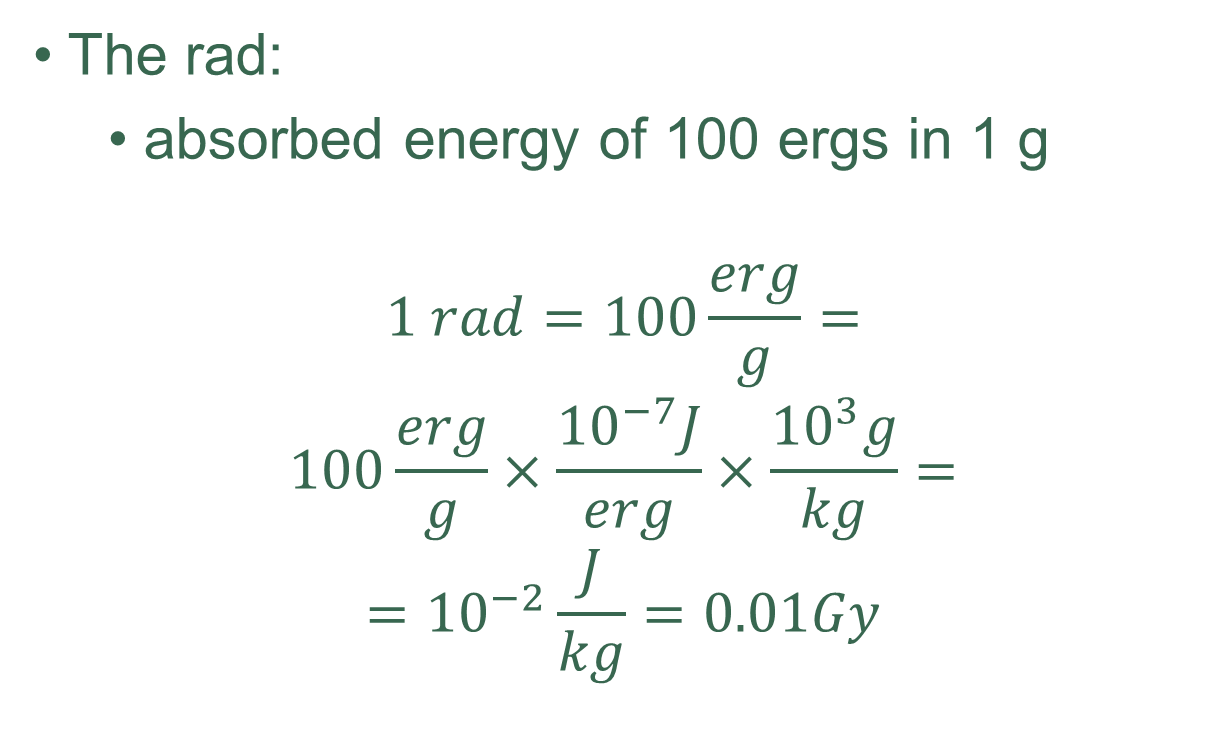 • The rad:
• absorbed energy of 100 ergs in 1 g
1 rad = 100 erg/g =
100 erg/g × 10⁻⁷J/erg × 10³ g/kg =
= 10⁻² J/kg = 0.01Gy